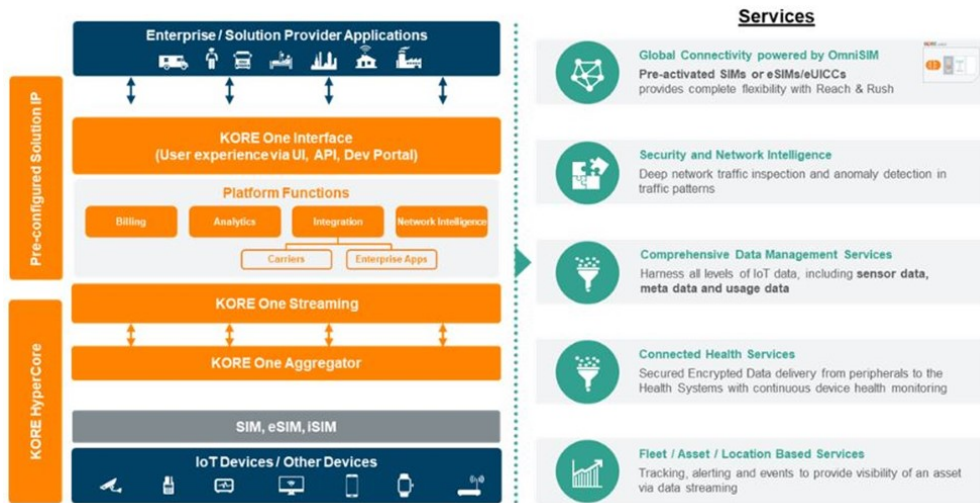 Enterprise / Solution Provider Applications
Pre-configured Solution IP
KORE One Interface
(User experience via UI, API, Dev Portal)
Platform Functions
Billing
Analytics
Integration
Network Intelligence
Carriers
Enterprise Apps
KORE HyperCore
KORE One Streaming
KORE One Aggregator
SIM, eSIM, iSIM
IoT Devices / Other Devices
Services
Global Connectivity powered by OmniSIM
Pre-activated SIMs or eSIMs/eUICCs
provides complete flexibility with Reach & Rush
KORE
Security and Network Intelligence
Deep network traffic inspection and anomaly detection in
traffic patterns
Comprehensive Data Management Services
Harness all levels of IoT data, including sensor data,
meta data and usage data
Connected Health Services
Secured Encrypted Data delivery from peripherals to the
Health Systems with continuous device health monitoring
Fleet / Asset / Location Based Services
Tracking, alerting and events to provide visibility of an asset
via data streaming